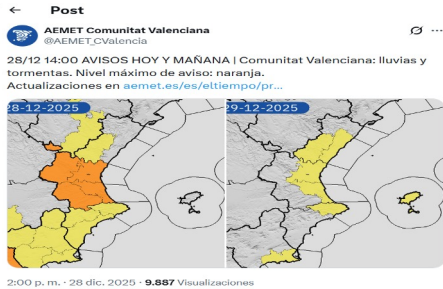 Post
AEMET Comunitat Valenciana
@AEMET_CValencia
28/12 14:00 AVISOS HOY Y MAÑANA | Comunitat Valenciana: lluvias y
tormentas. Nivel máximo de aviso: naranja.
Actualizaciones en aemet.es/es/eltiempo/pr...
28-12-2025
29-12-2025
2:00 p. m. · 28 dic. 2025 · 9.887 Visualizaciones